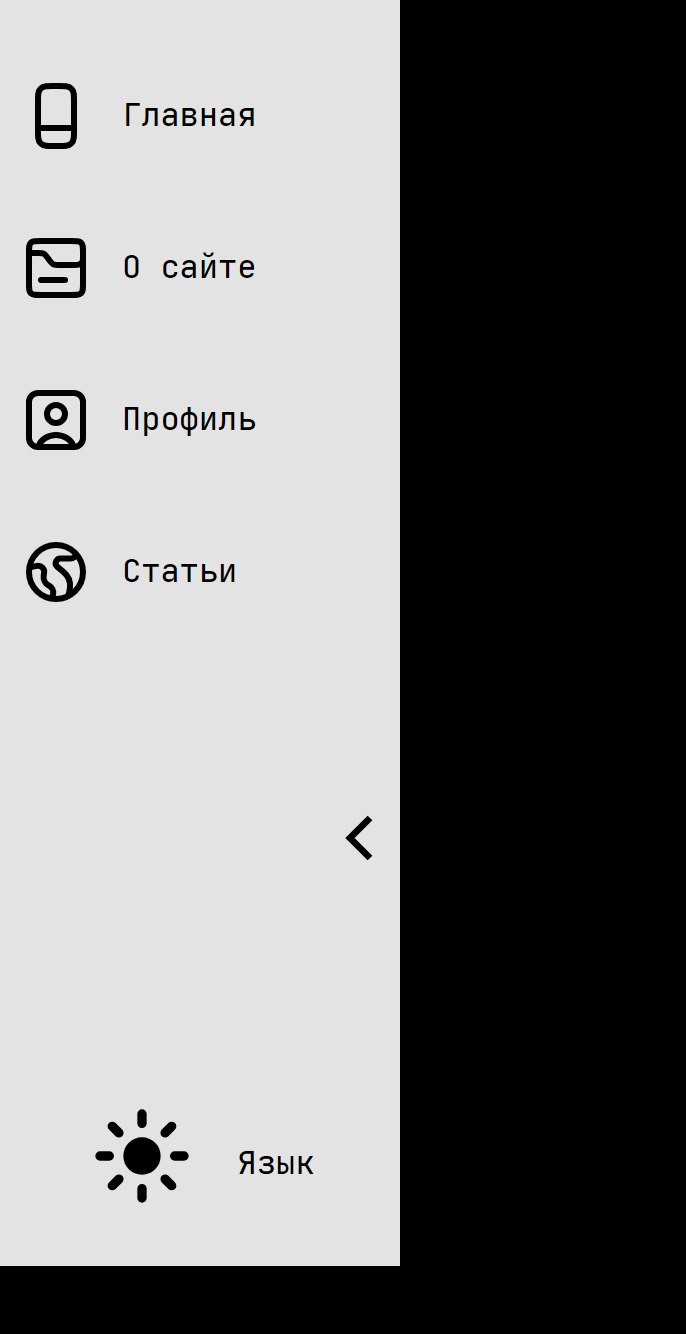 Главная
О сайте
Профиль
Статьи
Язык